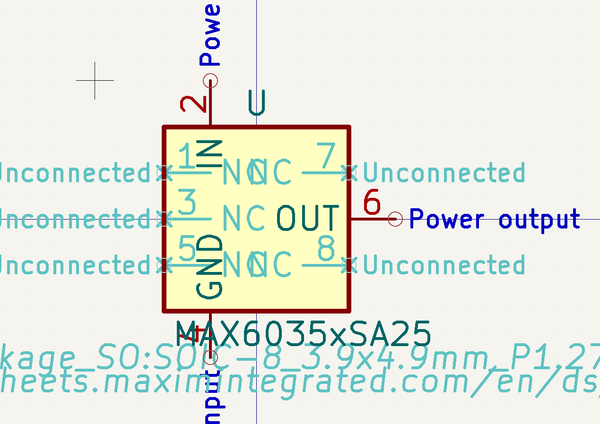 Powe
2
U
Unconnected 1 IN NC NC 7 Unconnected
Unconnected 3 NC OUT 6 Power output
Unconnected 5 GND NC NC 8 Unconnected
4
MAX6035xSA25
kage_SO:SOIC-8_3.9x4.9mm_P1.27
heets.maximintegrated.com/en/ds
nput